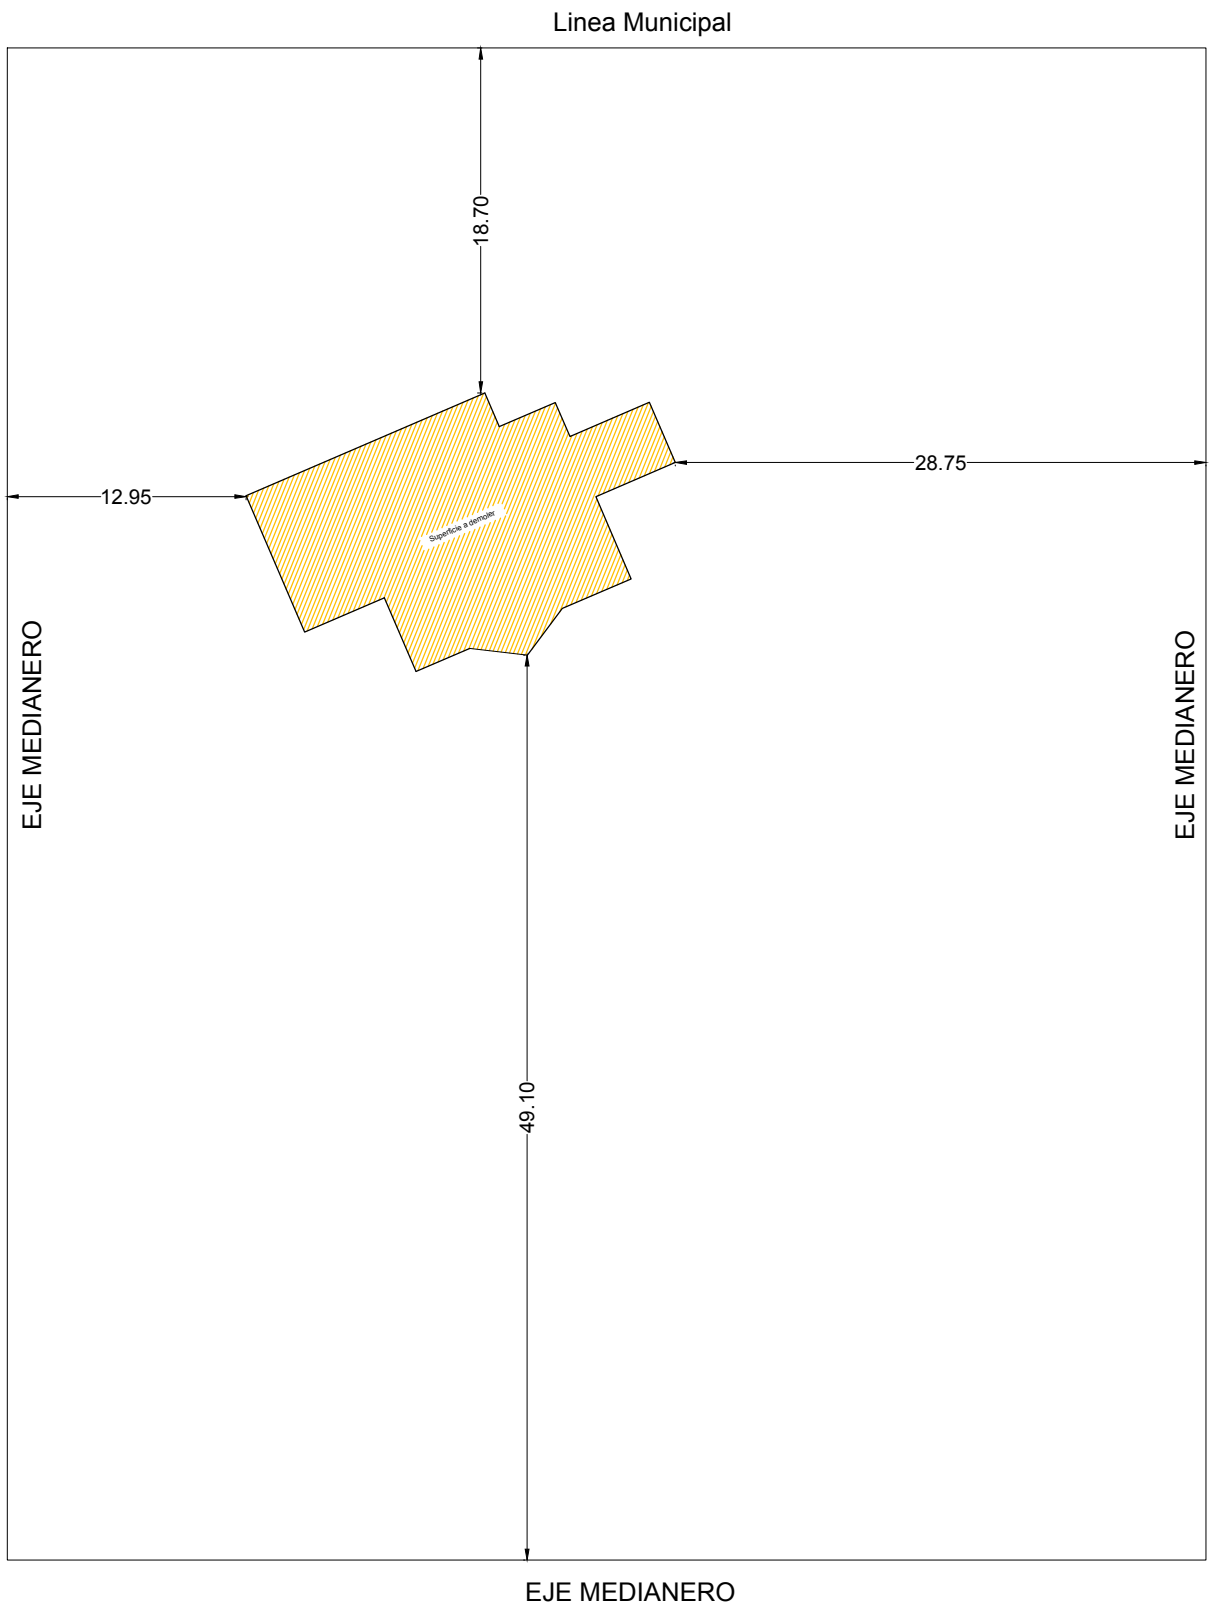 Linea Municipal
18.70
28.75
12.95
Superficie a demoler
EJE MEDIANERO
EJE MEDIANERO
49.10
EJE MEDIANERO